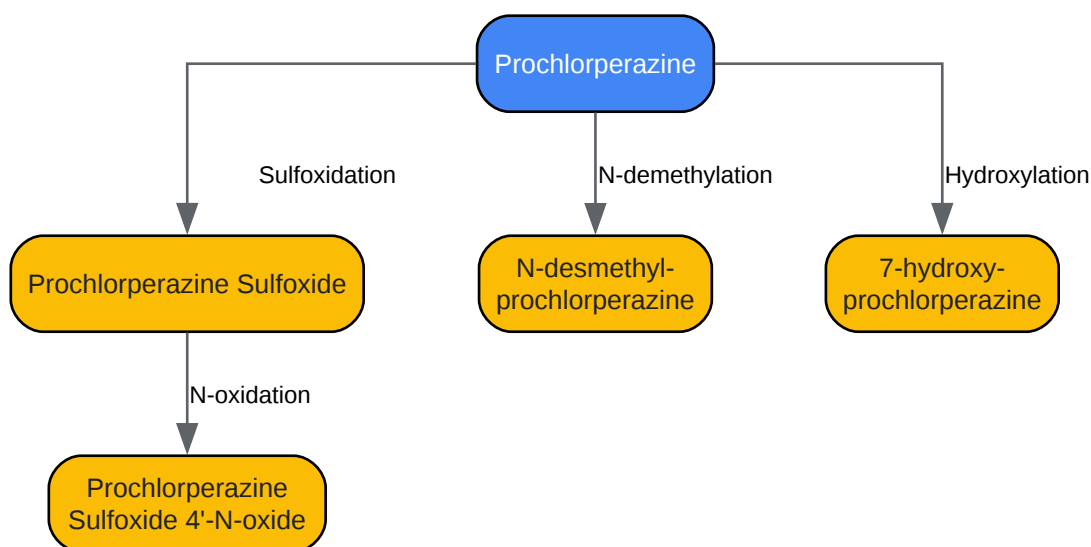 Prochlorperazine
Sulfoxidation
N-demethylation
Hydroxylation
Prochlorperazine Sulfoxide
N-desmethyl-
prochlorperazine
7-hydroxy-
prochlorperazine
N-oxidation
Prochlorperazine
Sulfoxide 4'-N-oxide